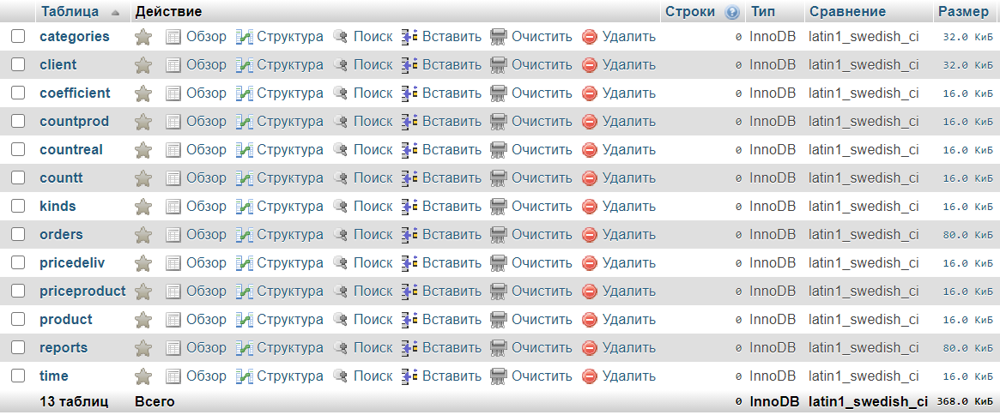 Таблица Действие Строки Тип Сравнение Размер
categories Обзор Структура Поиск Вставить Очистить Удалить 0 InnoDB latin1_swedish_ci 32.0 КиБ
client Обзор Структура Поиск Вставить Очистить Удалить 0 InnoDB latin1_swedish_ci 32.0 КиБ
coefficient Обзор Структура Поиск Вставить Очистить Удалить 0 InnoDB latin1_swedish_ci 16.0 КиБ
countprod Обзор Структура Поиск Вставить Очистить Удалить 0 InnoDB latin1_swedish_ci 16.0 КиБ
countreal Обзор Структура Поиск Вставить Очистить Удалить 0 InnoDB latin1_swedish_ci 16.0 КиБ
countt Обзор Структура Поиск Вставить Очистить Удалить 0 InnoDB latin1_swedish_ci 16.0 КиБ
kinds Обзор Структура Поиск Вставить Очистить Удалить 0 InnoDB latin1_swedish_ci 16.0 КиБ
orders Обзор Структура Поиск Вставить Очистить Удалить 0 InnoDB latin1_swedish_ci 80.0 КиБ
pricedeliv Обзор Структура Поиск Вставить Очистить Удалить 0 InnoDB latin1_swedish_ci 16.0 КиБ
priceproduct Обзор Структура Поиск Вставить Очистить Удалить 0 InnoDB latin1_swedish_ci 16.0 КиБ
product Обзор Структура Поиск Вставить Очистить Удалить 0 InnoDB latin1_swedish_ci 16.0 КиБ
reports Обзор Структура Поиск Вставить Очистить Удалить 0 InnoDB latin1_swedish_ci 80.0 КиБ
time Обзор Структура Поиск Вставить Очистить Удалить 0 InnoDB latin1_swedish_ci 16.0 КиБ
13 таблиц Всего 0 InnoDB latin1_swedish_ci 368.0 КиБ